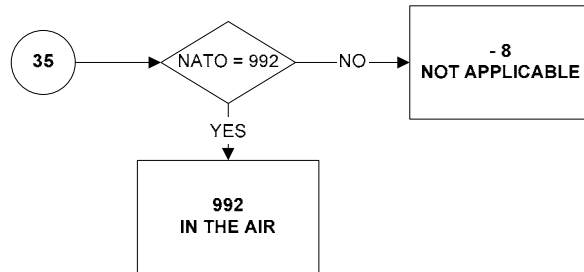 35
NATO = 992
NO
- 8
NOT APPLICABLE
YES
992
IN THE AIR